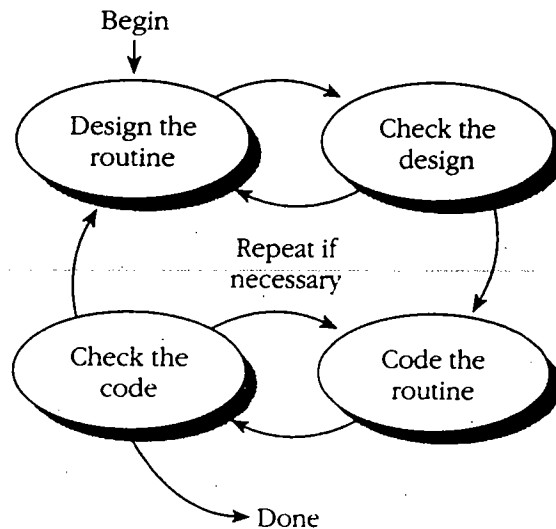 Begin
Design the
routine
Check the
design
Repeat if
necessary
Check the
code
Code the
routine
Done